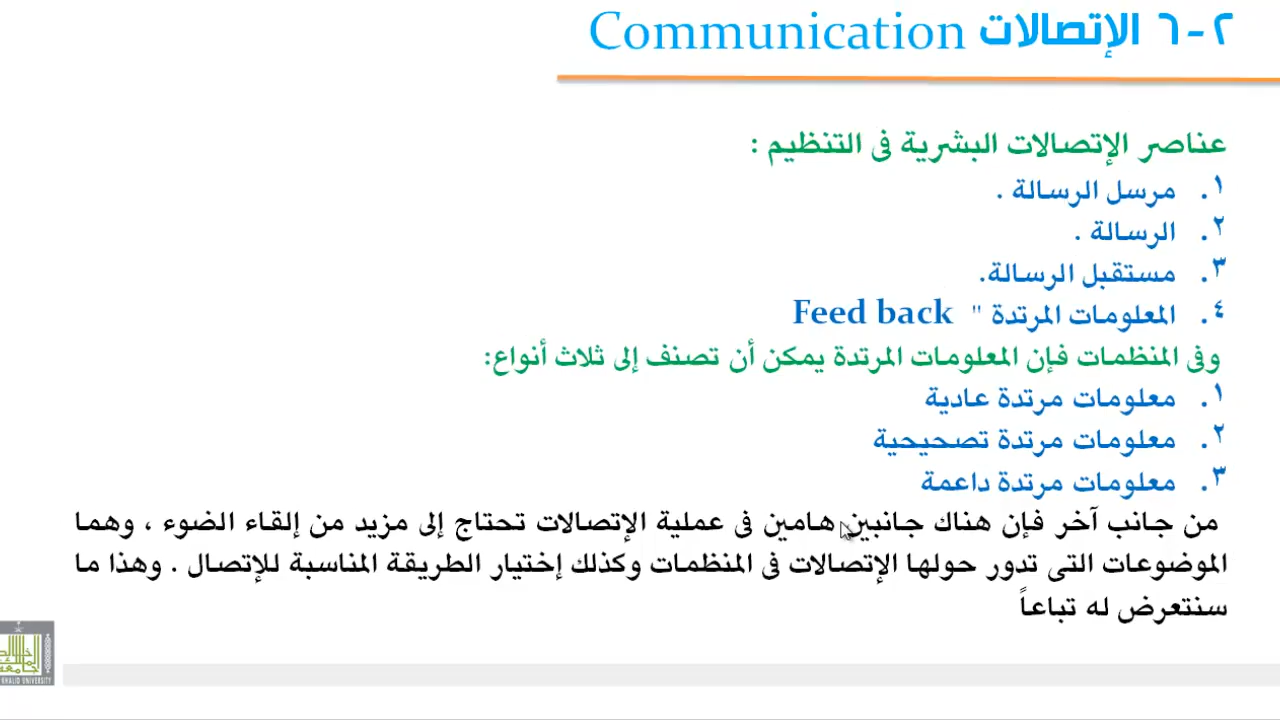 ٢-٦ الإتصالات Communication
عناصر الإتصالات البشرية فى التنظيم :
١. مرسل الرسالة .
٢. الرسالة .
٣. مستقبل الرسالة.
٤. المعلومات المرتدة " Feed back
وفى المنظمات فإن المعلومات المرتدة يمكن أن تصنف إلى ثلاث أنواع:
١. معلومات مرتدة عادية
٢. معلومات مرتدة تصحيحية
٣. معلومات مرتدة داعمة
من جانب آخر فإن هناك جانبين هامين فى عملية الإتصالات تحتاج إلى مزيد من إلقاء الضوء ، وهما
الموضوعات التى تدور حولها الإتصالات فى المنظمات وكذلك إختيار الطريقة المناسبة للإتصال . وهذا ما
سنتعرض له تباعاً
KHALID UNIVERSITY